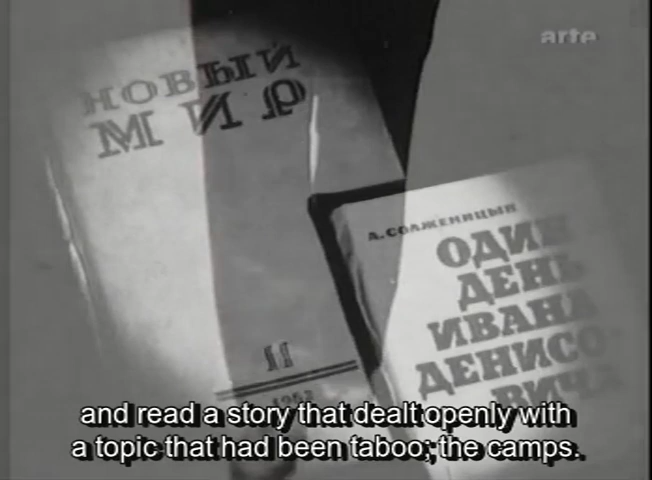 arte
НОВЫЙ
МИР
11
А. СОЛЖЕНИЦЫН
ОДИН
ДЕНЬ
ИВАНА
ДЕНИСО-
ВИЧА
and read a story that dealt openly with
a topic that had been taboo; the camps.